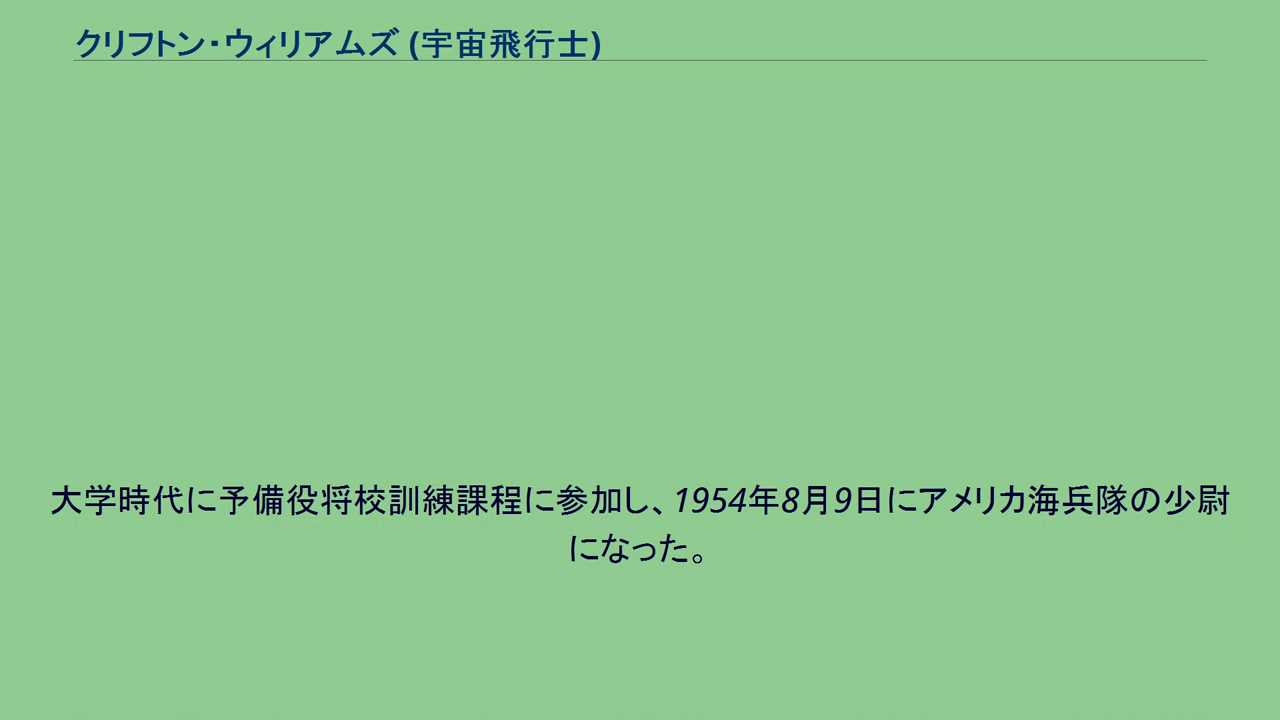 クリフトン・ウィリアムズ (宇宙飛行士)
大学時代に予備役将校訓練課程に参加し、1954年8月9日にアメリカ海兵隊の少尉
になった。